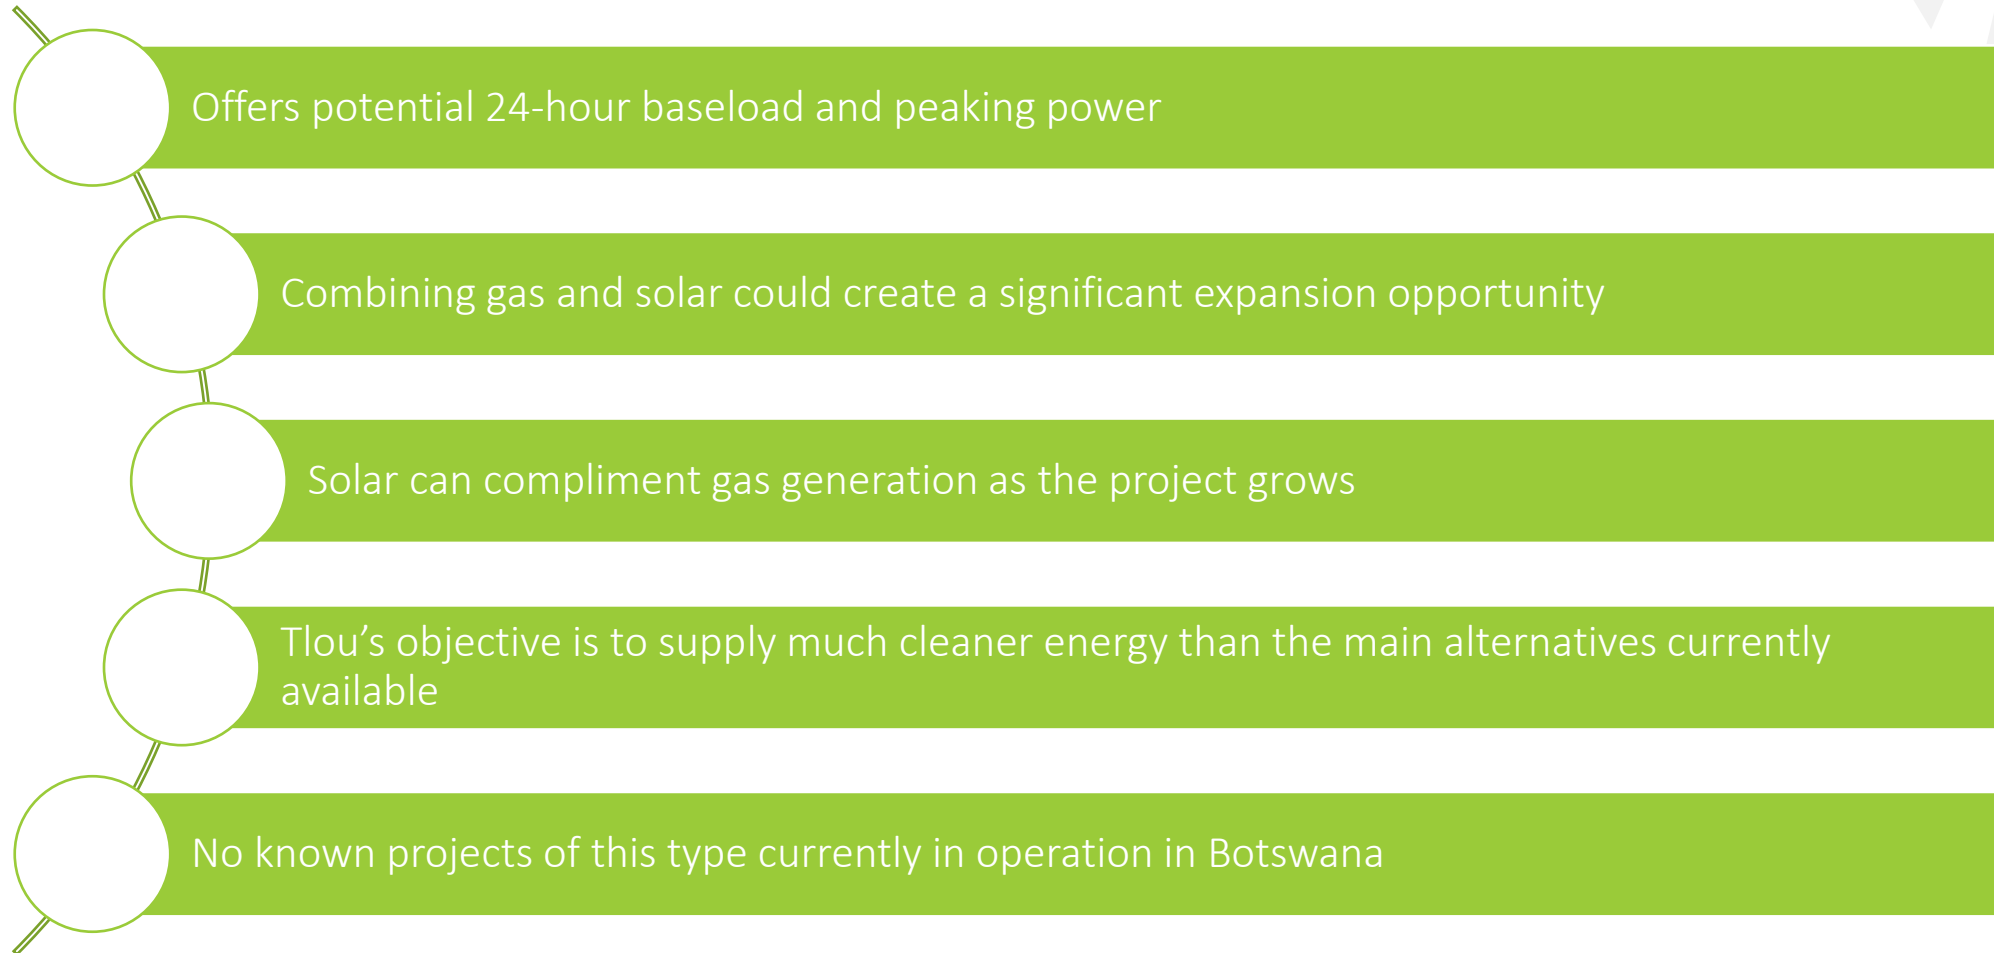 Offers potential 24-hour baseload and peaking power
Combining gas and solar could create a significant expansion opportunity
Solar can compliment gas generation as the project grows
Tlou’s objective is to supply much cleaner energy than the main alternatives currently
available
No known projects of this type currently in operation in Botswana